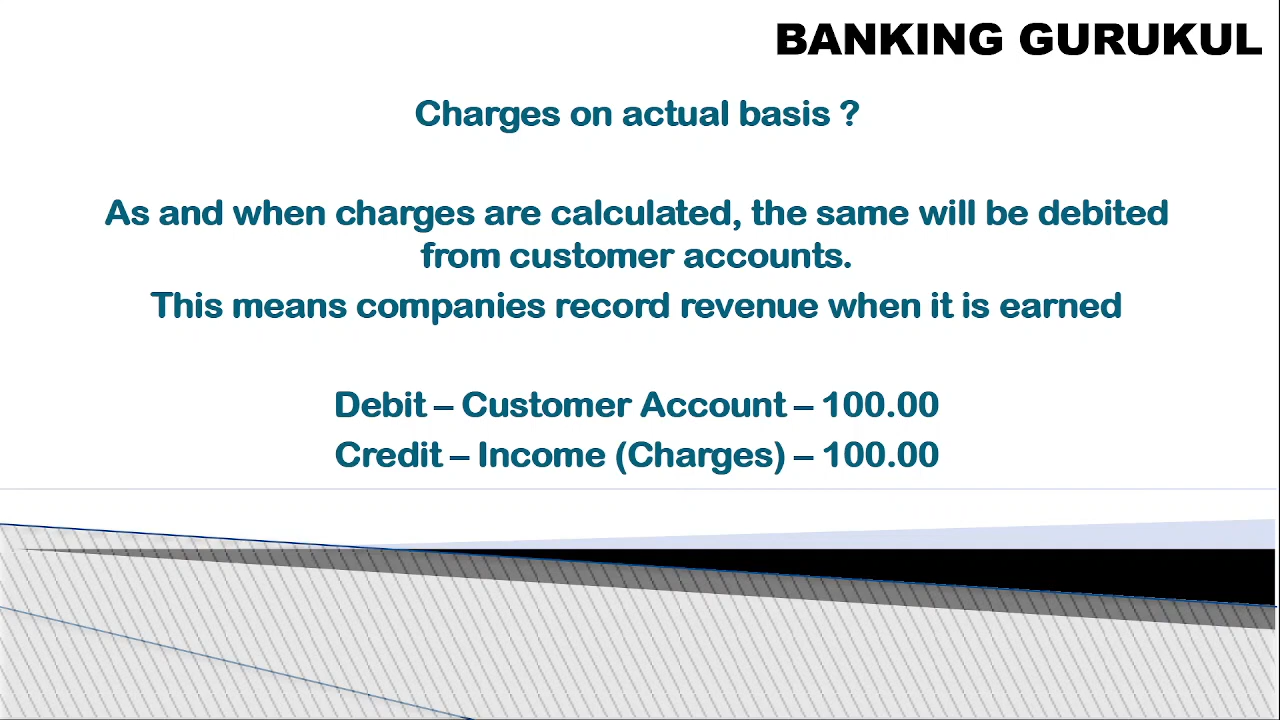 BANKING GURUKUL
Charges on actual basis ?
As and when charges are calculated, the same will be debited
from customer accounts.
This means companies record revenue when it is earned
Debit – Customer Account – 100.00
Credit – Income (Charges) – 100.00